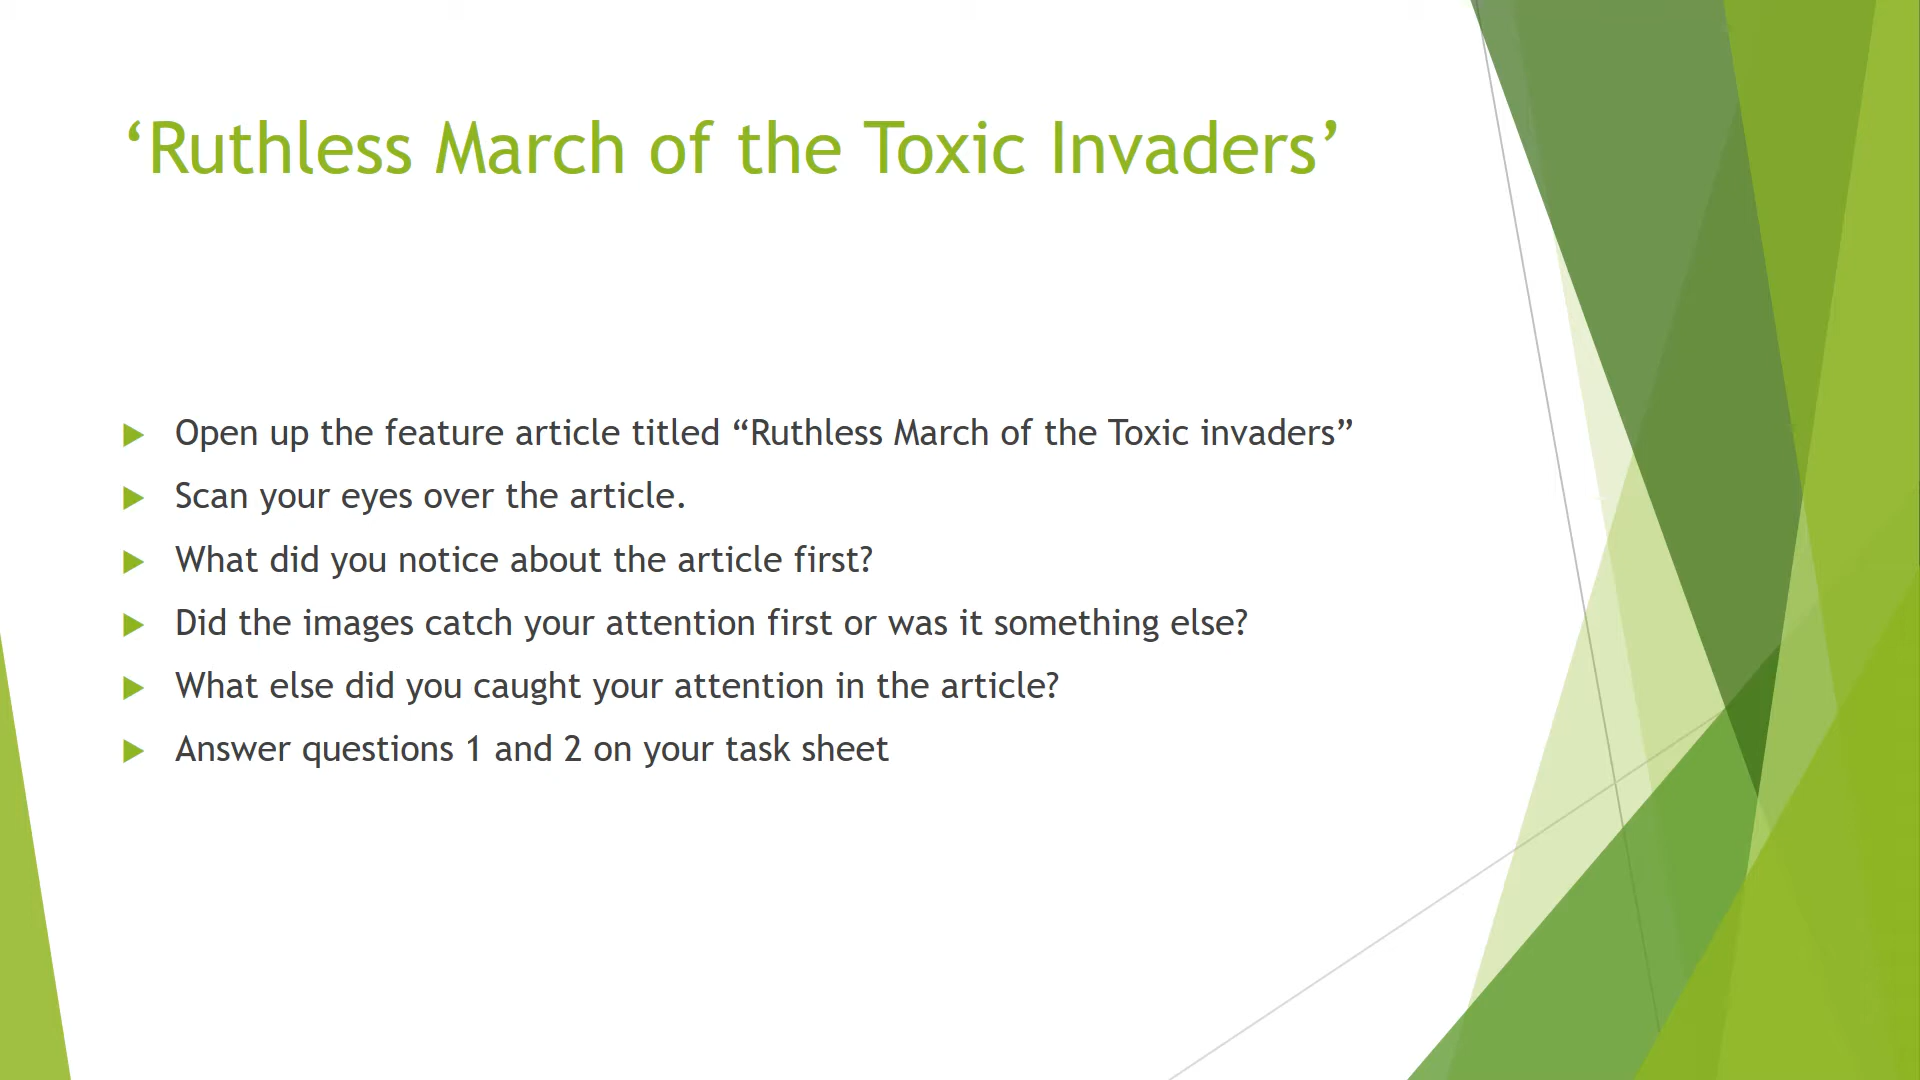 ‘Ruthless March of the Toxic Invaders’
Open up the feature article titled “Ruthless March of the Toxic invaders”
Scan your eyes over the article.
What did you notice about the article first?
Did the images catch your attention first or was it something else?
What else did you caught your attention in the article?
Answer questions 1 and 2 on your task sheet